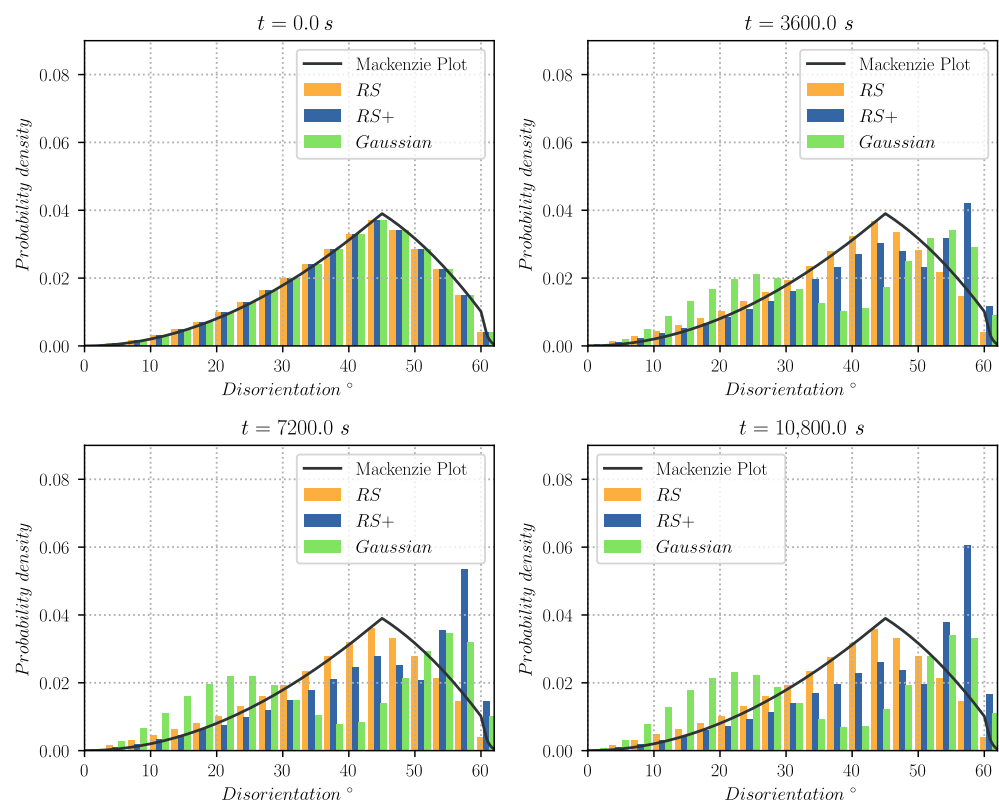 t = 0.0 s
0.08
0.06
0.04
0.02
0.00
Probability density
Mackenzie Plot
RS
RS+
Gaussian
0 10 20 30 40 50 60
Disorientation °
t = 3600.0 s
0.08
0.06
0.04
0.02
0.00
Probability density
Mackenzie Plot
RS
RS+
Gaussian
0 10 20 30 40 50 60
Disorientation °
t = 7200.0 s
0.08
0.06
0.04
0.02
0.00
Probability density
Mackenzie Plot
RS
RS+
Gaussian
0 10 20 30 40 50 60
Disorientation °
t = 10,800.0 s
0.08
0.06
0.04
0.02
0.00
Probability density
Mackenzie Plot
RS
RS+
Gaussian
0 10 20 30 40 50 60
Disorientation °